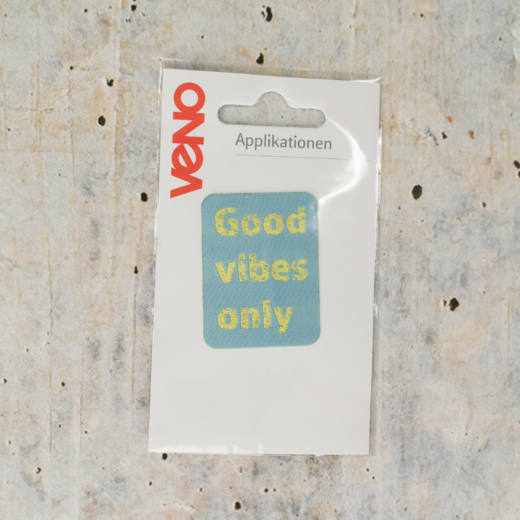 VENO
Applikationen
Good
vibes
only